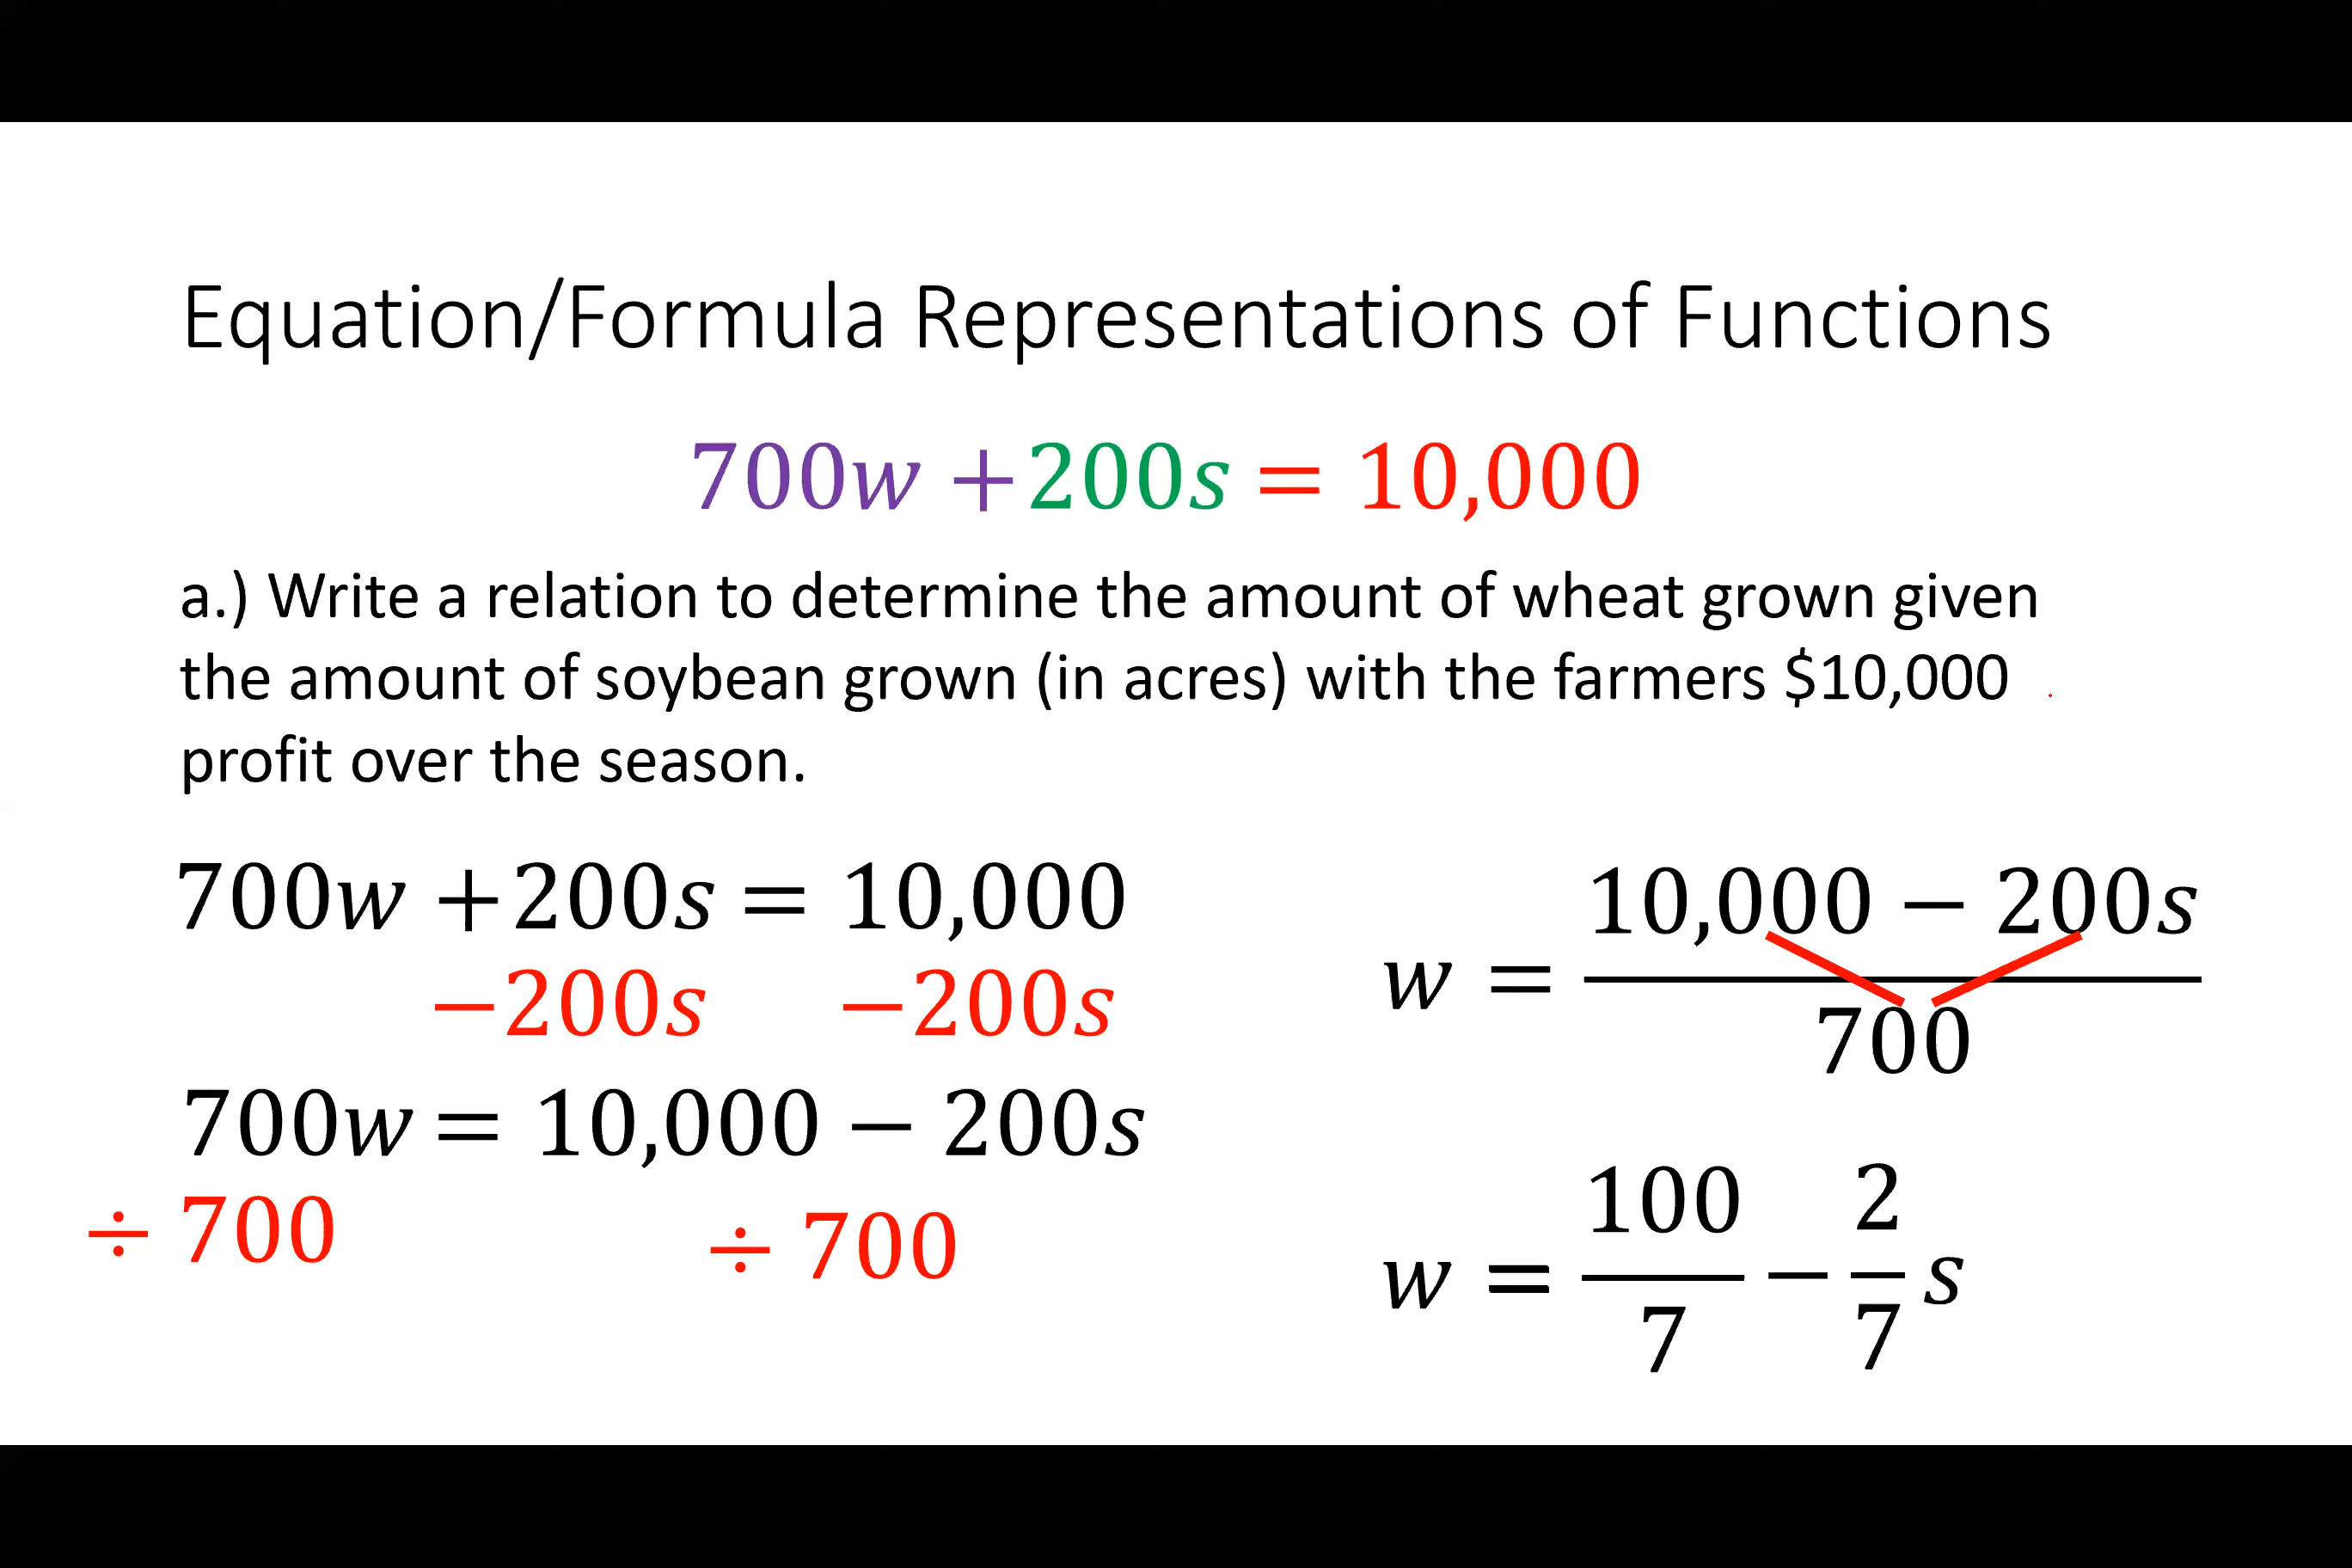 Equation/Formula Representations of Functions
700w + 200s = 10,000
a.) Write a relation to determine the amount of wheat grown given
the amount of soybean grown (in acres) with the farmers $10,000
profit over the season.
700w + 200s = 10,000
−200s −200s
700w = 10,000 − 200s
÷ 700 ÷ 700
w = (10,000 − 200s)/700
w = 100/7 − 2/7 s